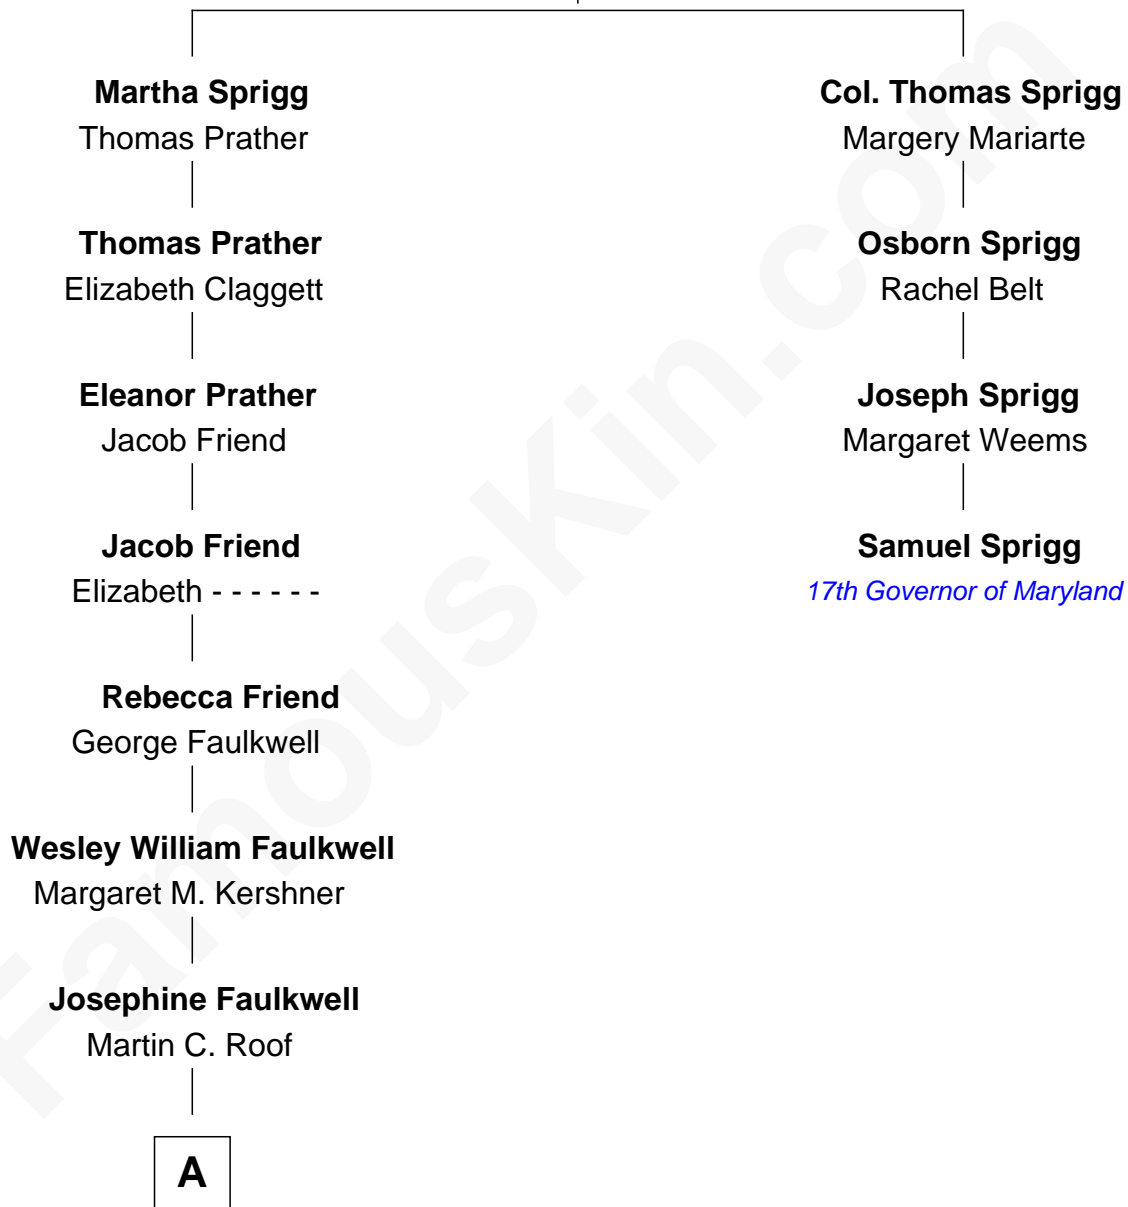 Martha Sprigg
Thomas Prather
Thomas Prather
Elizabeth Claggett
Eleanor Prather
Jacob Friend
Jacob Friend
Elizabeth - - - - - -
Rebecca Friend
George Faulkwell
Wesley William Faulkwell
Margaret M. Kershner
Josephine Faulkwell
Martin C. Roof
A
Col. Thomas Sprigg
Margery Mariarte
Osborn Sprigg
Rachel Belt
Joseph Sprigg
Margaret Weems
Samuel Sprigg
17th Governor of Maryland
FamousKin.com